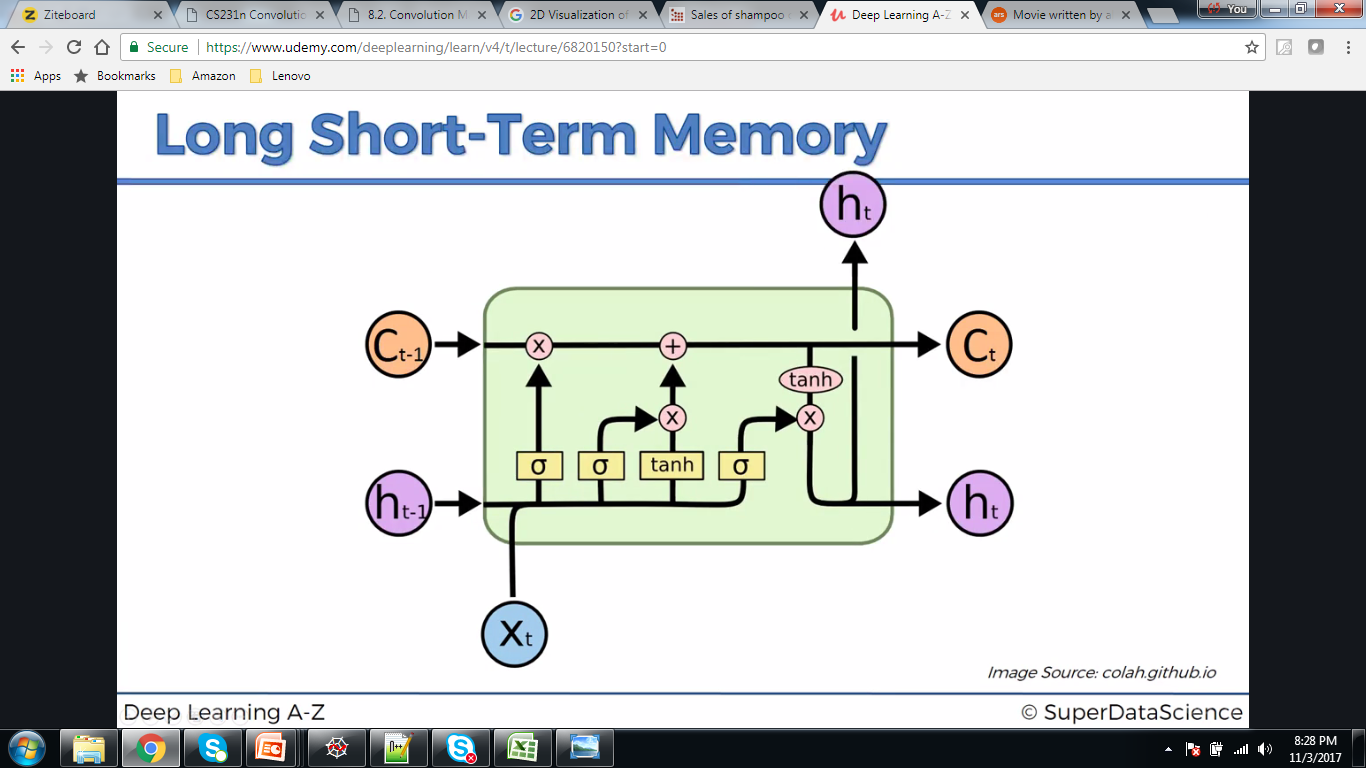 Ziteboard
CS231n Convolutio
8.2. Convolution M
2D Visualization of
Sales of shampoo
Deep Learning A-Z
Movie written by a
You
Secure
https://www.udemy.com/deeplearning/learn/v4/t/lecture/6820150?start=0
Apps
Bookmarks
Amazon
Lenovo
Long Short-Term Memory
ht
Ct-1
x
+
Ct
tanh
x
x
σ
σ
tanh
σ
ht-1
ht
xt
Image Source: colah.github.io
Deep Learning A-Z
© SuperDataScience
8:28 PM
11/3/2017